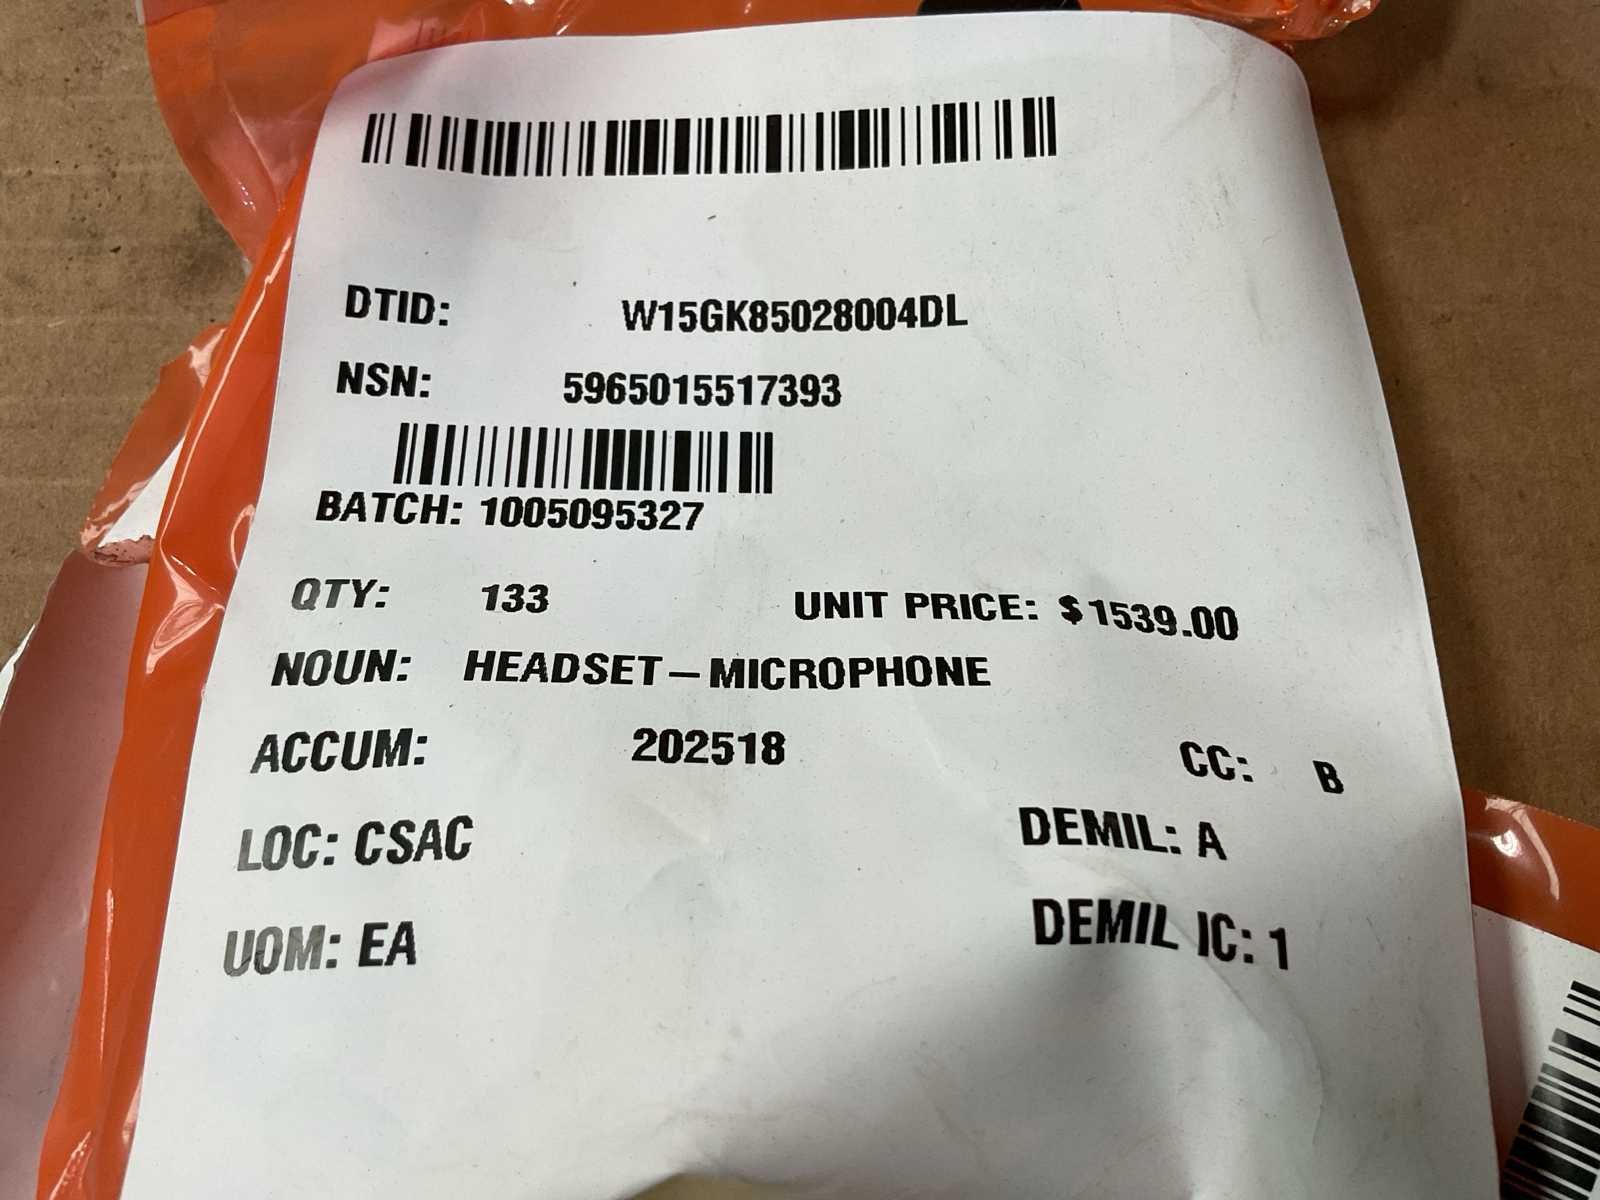 DTID: W15GK85028004DL
NSN: 5965015517393
BATCH: 1005095327
QTY: 133 UNIT PRICE: $1539.00
NOUN: HEADSET-MICROPHONE
ACCUM: 202518 CC: B
LOC: CSAC DEMIL: A
UOM: EA DEMIL IC: 1